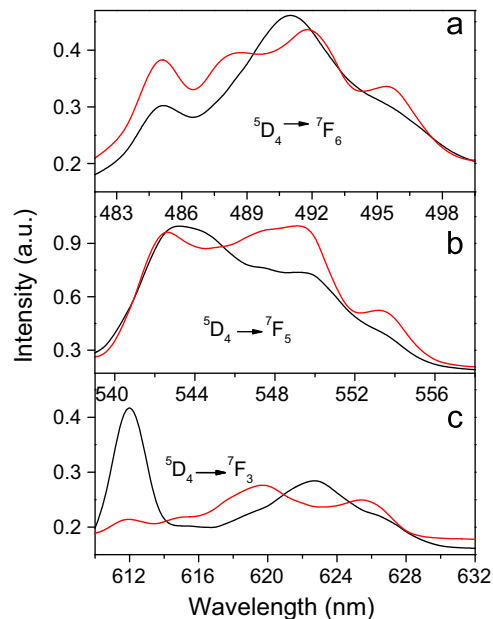 a
0.4
0.3
0.2
⁵D₄ → ⁷F₆
483 486 489 492 495 498
b
0.9
0.6
0.3
⁵D₄ → ⁷F₅
540 544 548 552 556
c
0.4
0.3
0.2
⁵D₄ → ⁷F₃
612 616 620 624 628 632
Wavelength (nm)
Intensity (a.u.)